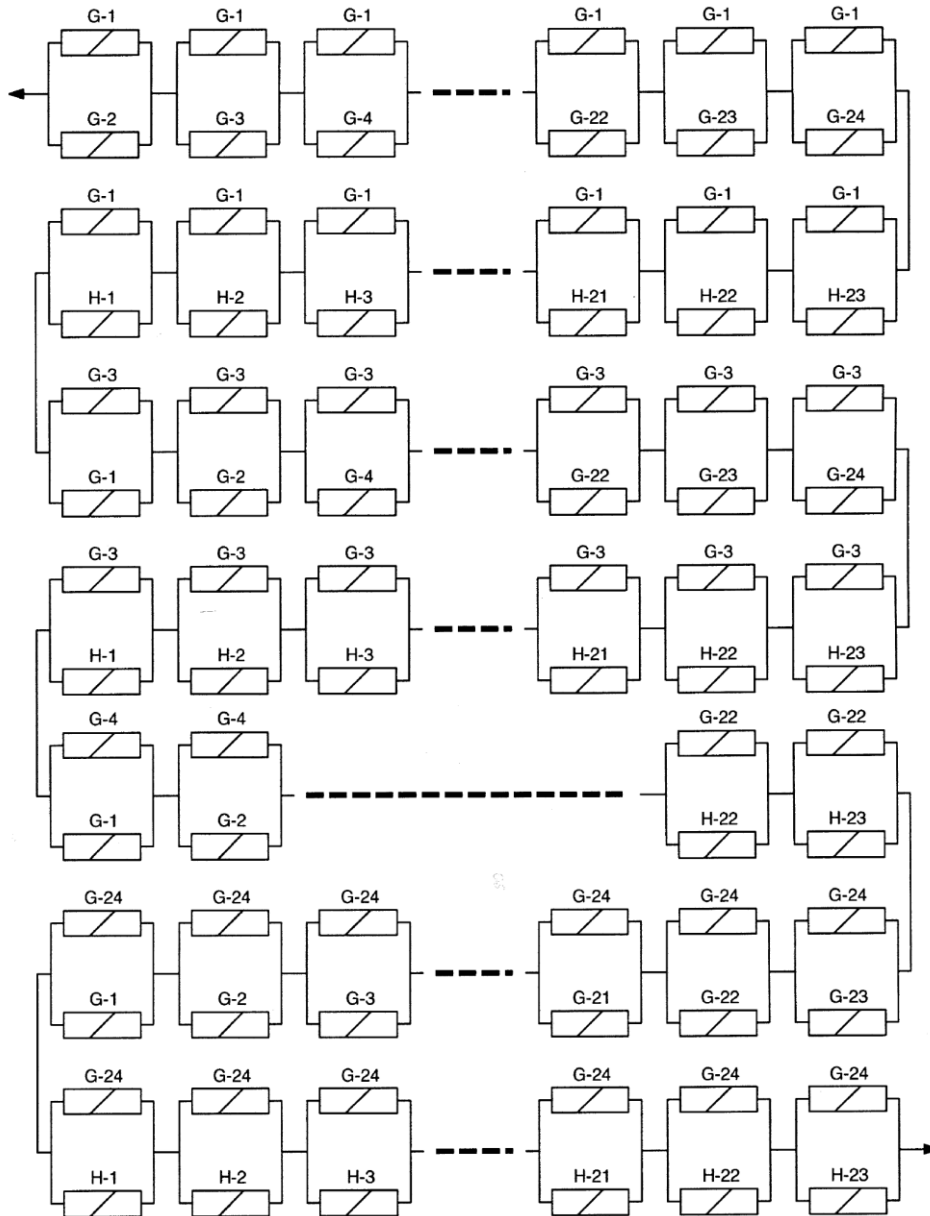 G-1 G-1 G-1 G-1 G-1 G-1
G-2 G-3 G-4 G-22 G-23 G-24
G-1 G-1 G-1 G-1 G-1 G-1
H-1 H-2 H-3 H-21 H-22 H-23
G-3 G-3 G-3 G-3 G-3 G-3
G-1 G-2 G-4 G-22 G-23 G-24
G-3 G-3 G-3 G-3 G-3 G-3
H-1 H-2 H-3 H-21 H-22 H-23
G-4 G-4 G-22 G-22
G-1 G-2 H-22 H-23
G-24 G-24 G-24 G-24 G-24 G-24
G-1 G-2 G-3 G-21 G-22 G-23
G-24 G-24 G-24 G-24 G-24 G-24
H-1 H-2 H-3 H-21 H-22 H-23